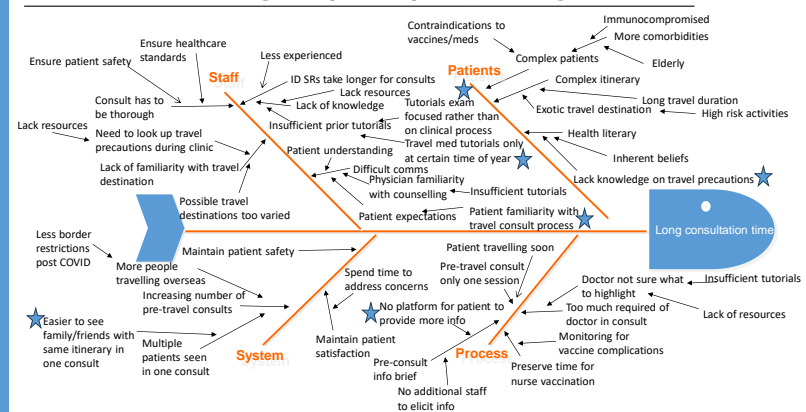 Contraindications to
vaccines/meds
Immunocompromised
More comorbidities
Complex patients
Elderly
Ensure healthcare
standards
Ensure patient safety
Less experienced
Staff
ID SRs take longer for consults
Lack resources
Lack of knowledge
Insufficient prior tutorials
Consult has to
be thorough
Patients
Complex itinerary
Long travel duration
Exotic travel destination
High risk activities
Tutorials exam
focused rather than
on clinical process
Travel med tutorials only
at certain time of year
Health literary
Inherent beliefs
Lack knowledge on travel precautions
Lack resources
Need to look up travel
precautions during clinic
Lack of familiarity with travel
destination
Possible travel
destinations too varied
Patient understanding
Difficult comms
Physician familiarity
with counselling
Insufficient tutorials
Patient expectations
Patient familiarity with
travel consult process
Long consultation time
Less border
restrictions
post COVID
More people
travelling overseas
Increasing number of
pre-travel consults
Maintain patient safety
Spend time to
address concerns
Easier to see
family/friends with
same itinerary in
one consult
Multiple
patients seen
in one consult
System
Maintain patient
satisfaction
Patient travelling soon
Pre-travel consult
only one session
No platform for patient to
provide more info
Pre-consult
info brief
No additional staff
to elicit info
Process
Doctor not sure what
to highlight
Insufficient tutorials
Lack of resources
Too much required of
doctor in consult
Monitoring for
vaccine complications
Preserve time for
nurse vaccination